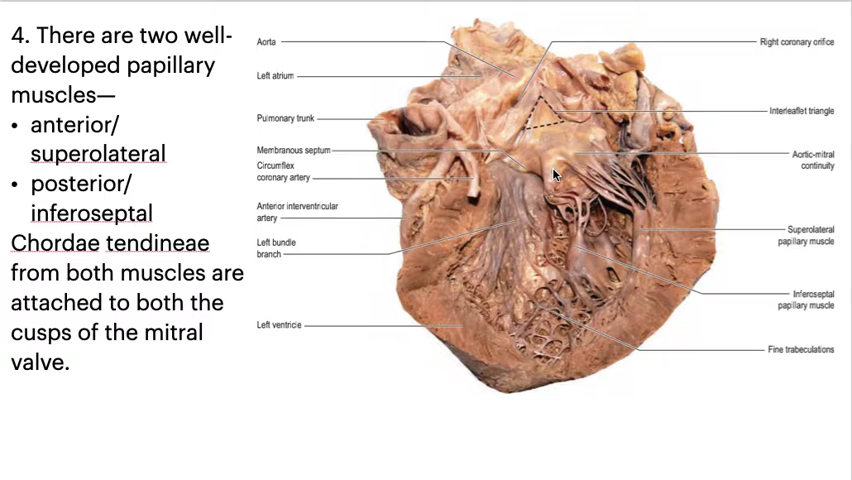 4. There are two well-
developed papillary
muscles—
• anterior/
superolateral
• posterior/
inferoseptal
Chordae tendineae
from both muscles are
attached to both the
cusps of the mitral
valve.
Aorta
Left atrium
Pulmonary trunk
Membranous septum
Circumflex
coronary artery
Anterior interventricular
artery
Left bundle
branch
Left ventricle
Right coronary orifice
Interleaflet triangle
Aortic-mitral
continuity
Superolateral
papillary muscle
Inferoseptal
papillary muscle
Fine trabeculations